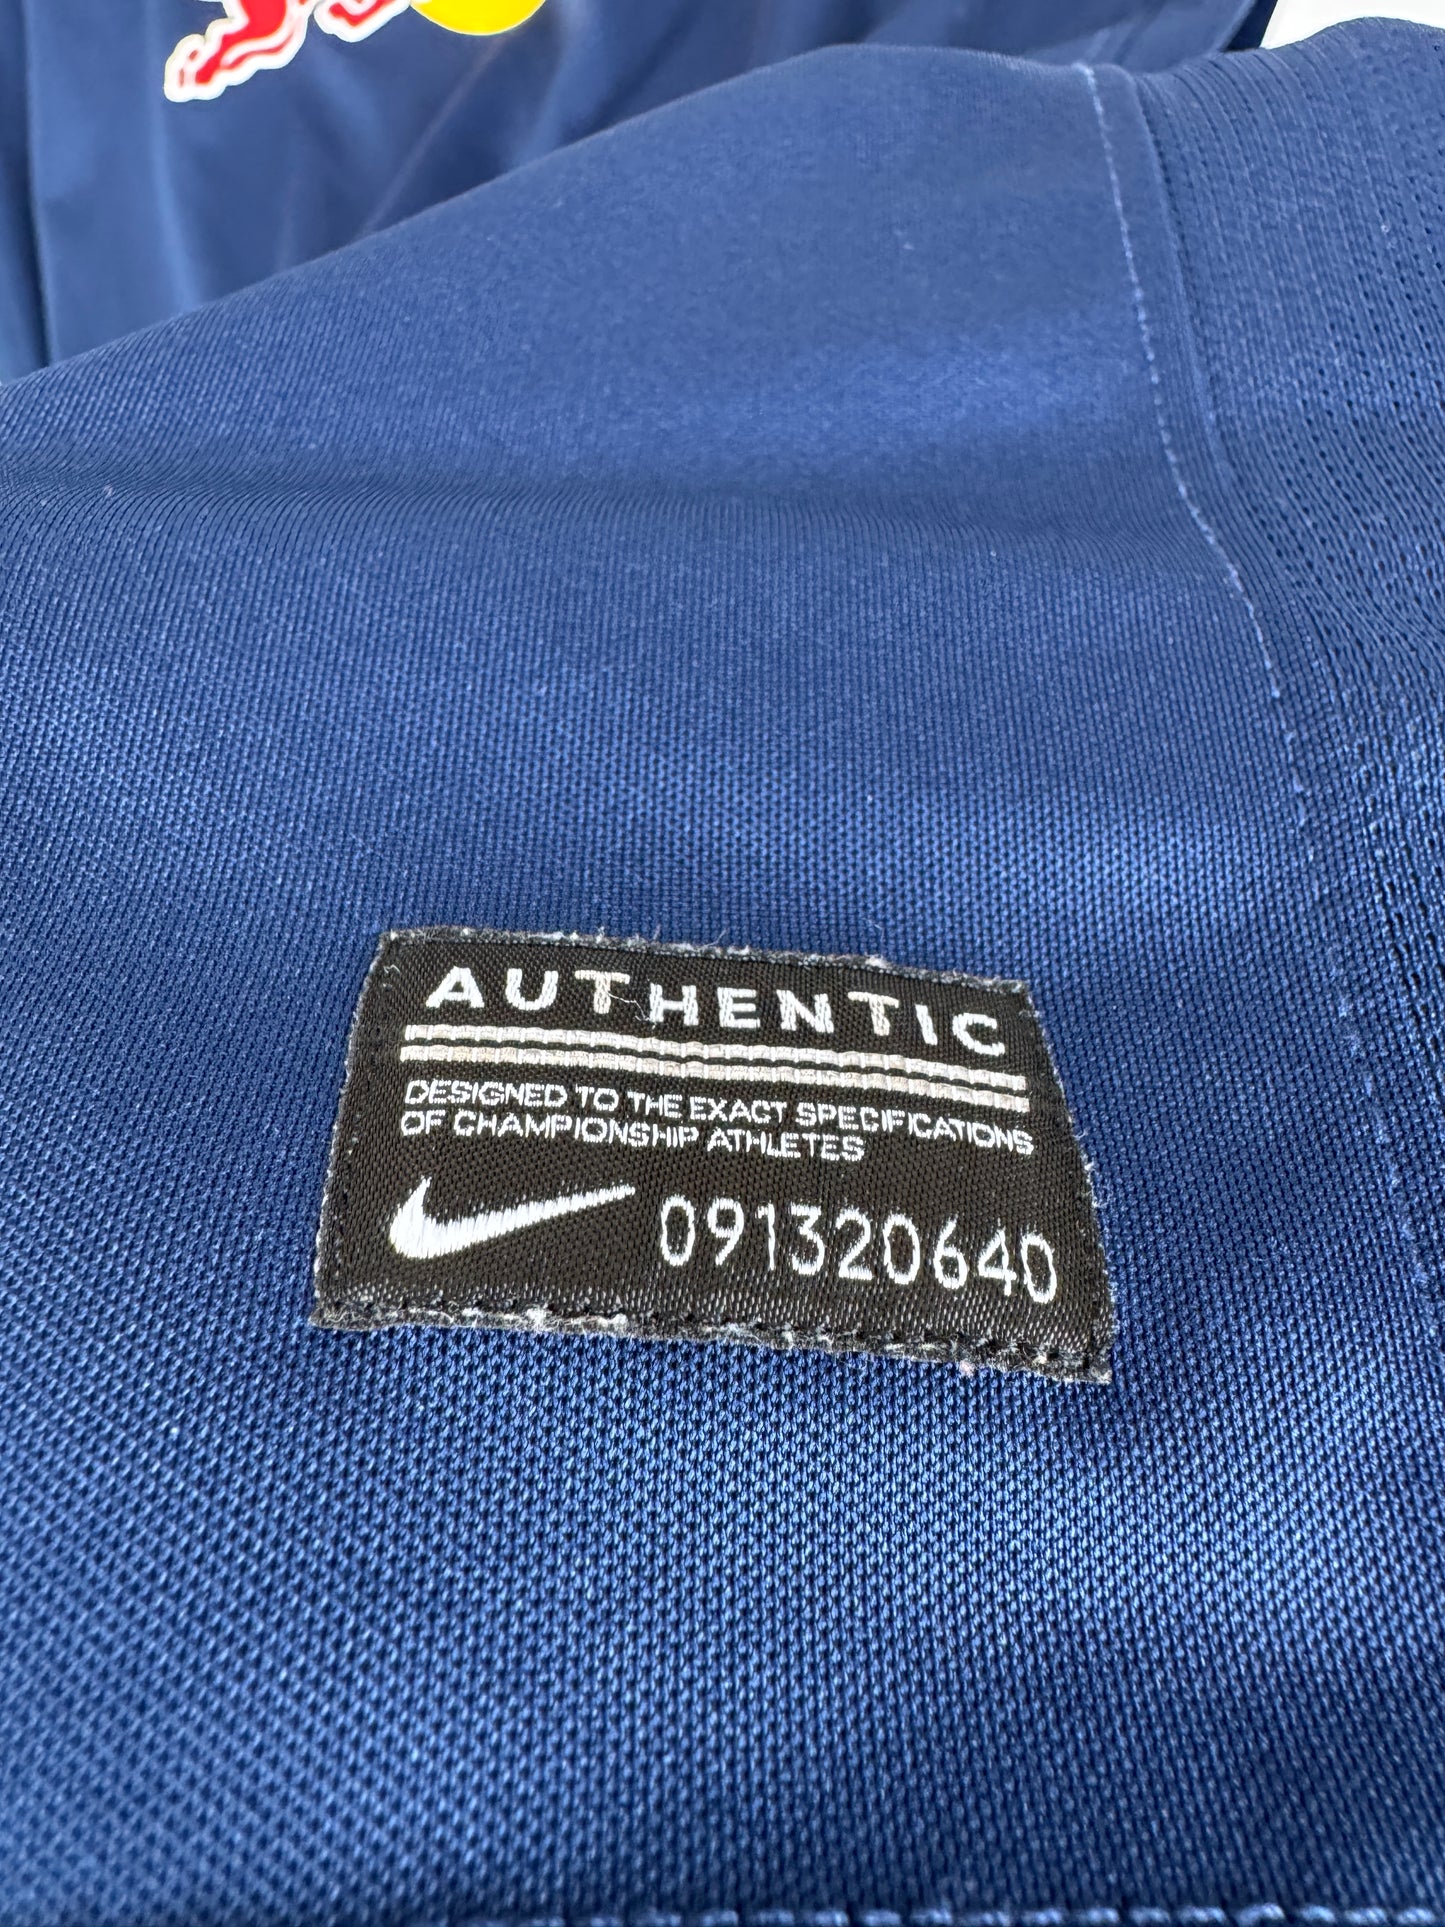 AUTHENTIC
DESIGNED TO THE EXACT SPECIFICATIONS
OF CHAMPIONSHIP ATHLETES
091320640